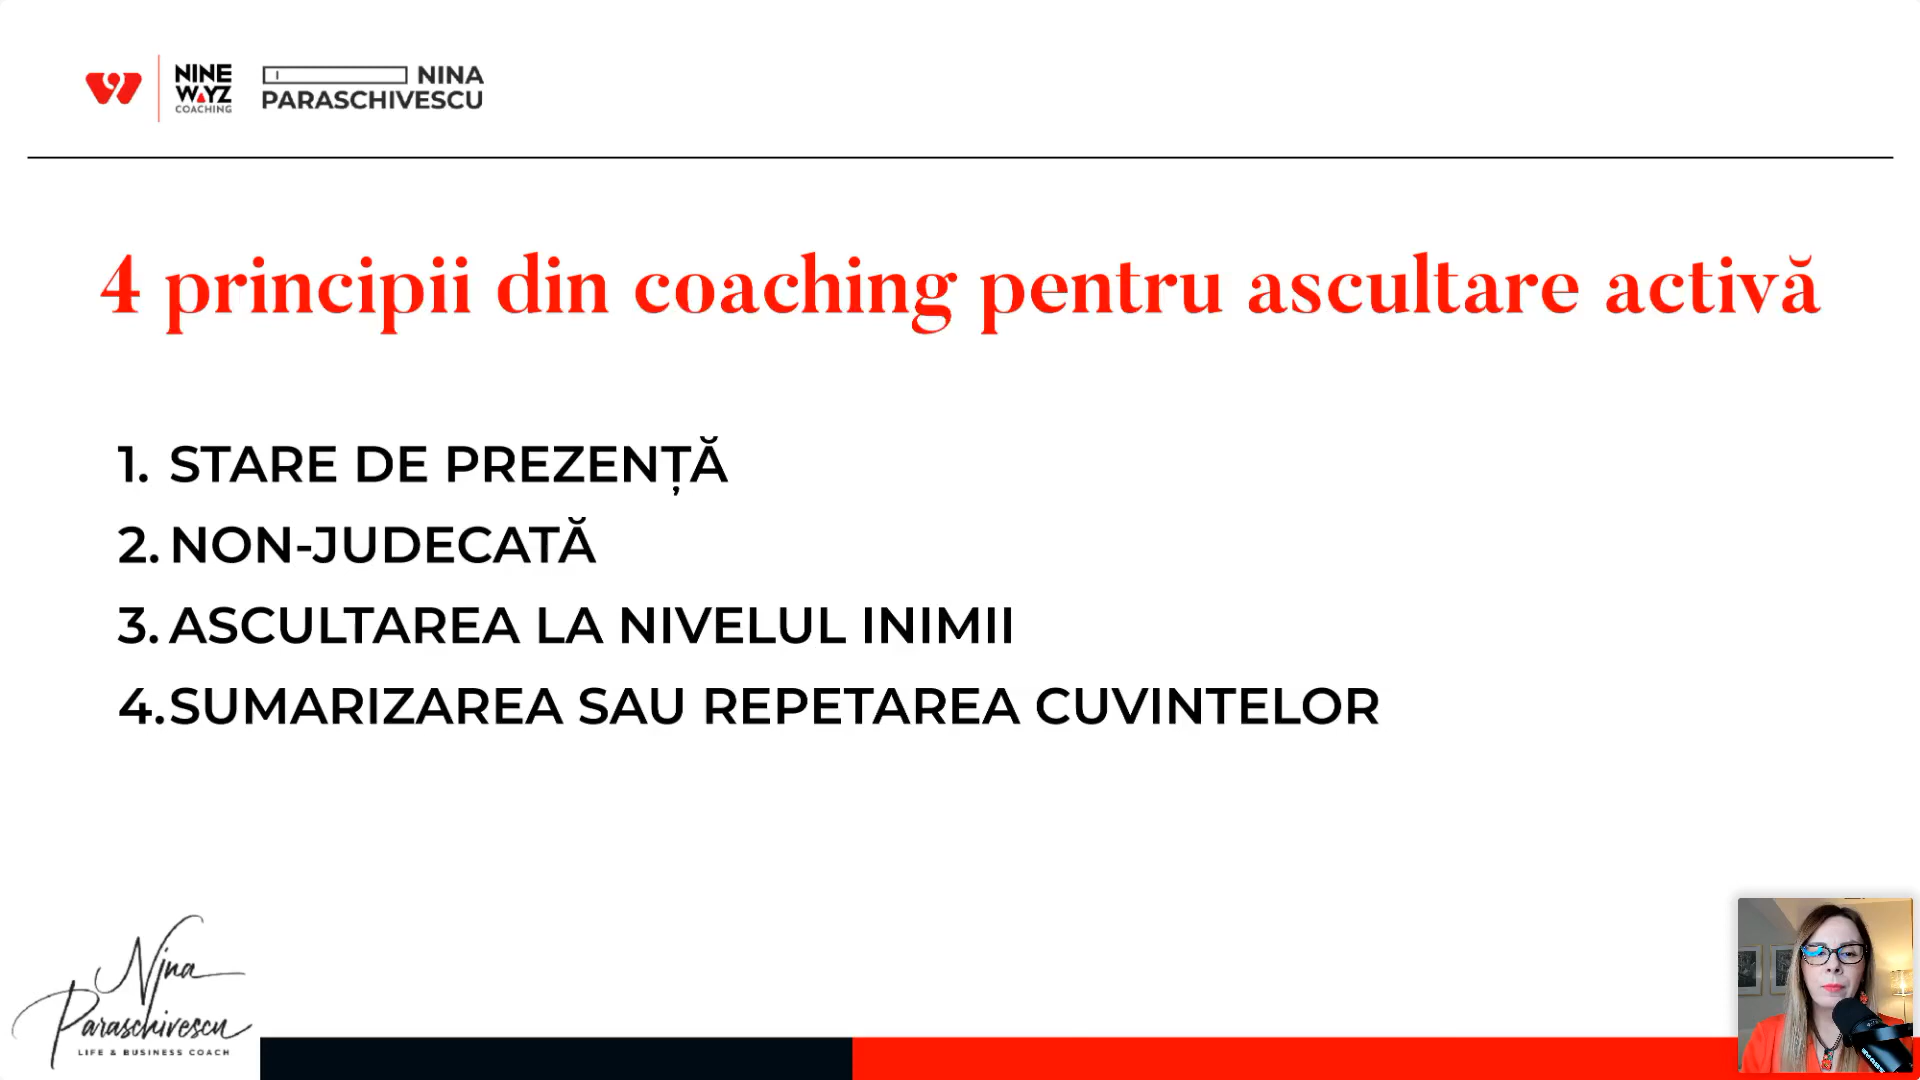 NINE
WAYZ
COACHING
NINA
PARASCHIVESCU
4 principii din coaching pentru ascultare activă
1. STARE DE PREZENȚĂ
2. NON-JUDECATĂ
3. ASCULTAREA LA NIVELUL INIMII
4. SUMARIZAREA SAU REPETAREA CUVINTELOR
Nina
Paraschivescu
LIFE & BUSINESS COACH